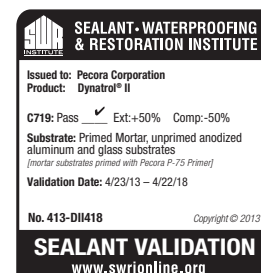 SWR
INSTITUTE
SEALANT • WATERPROOFING
& RESTORATION INSTITUTE
Issued to: Pecora Corporation
Product: Dynatrol® II
C719: Pass ✔ Ext:+50% Comp:-50%
Substrate: Primed Mortar, unprimed anodized
aluminum and glass substrates
[mortar substrates primed with Pecora P-75 Primer]
Validation Date: 4/23/13 – 4/22/18
No. 413-DII418 Copyright © 2013
SEALANT VALIDATION
www.swrionline.org